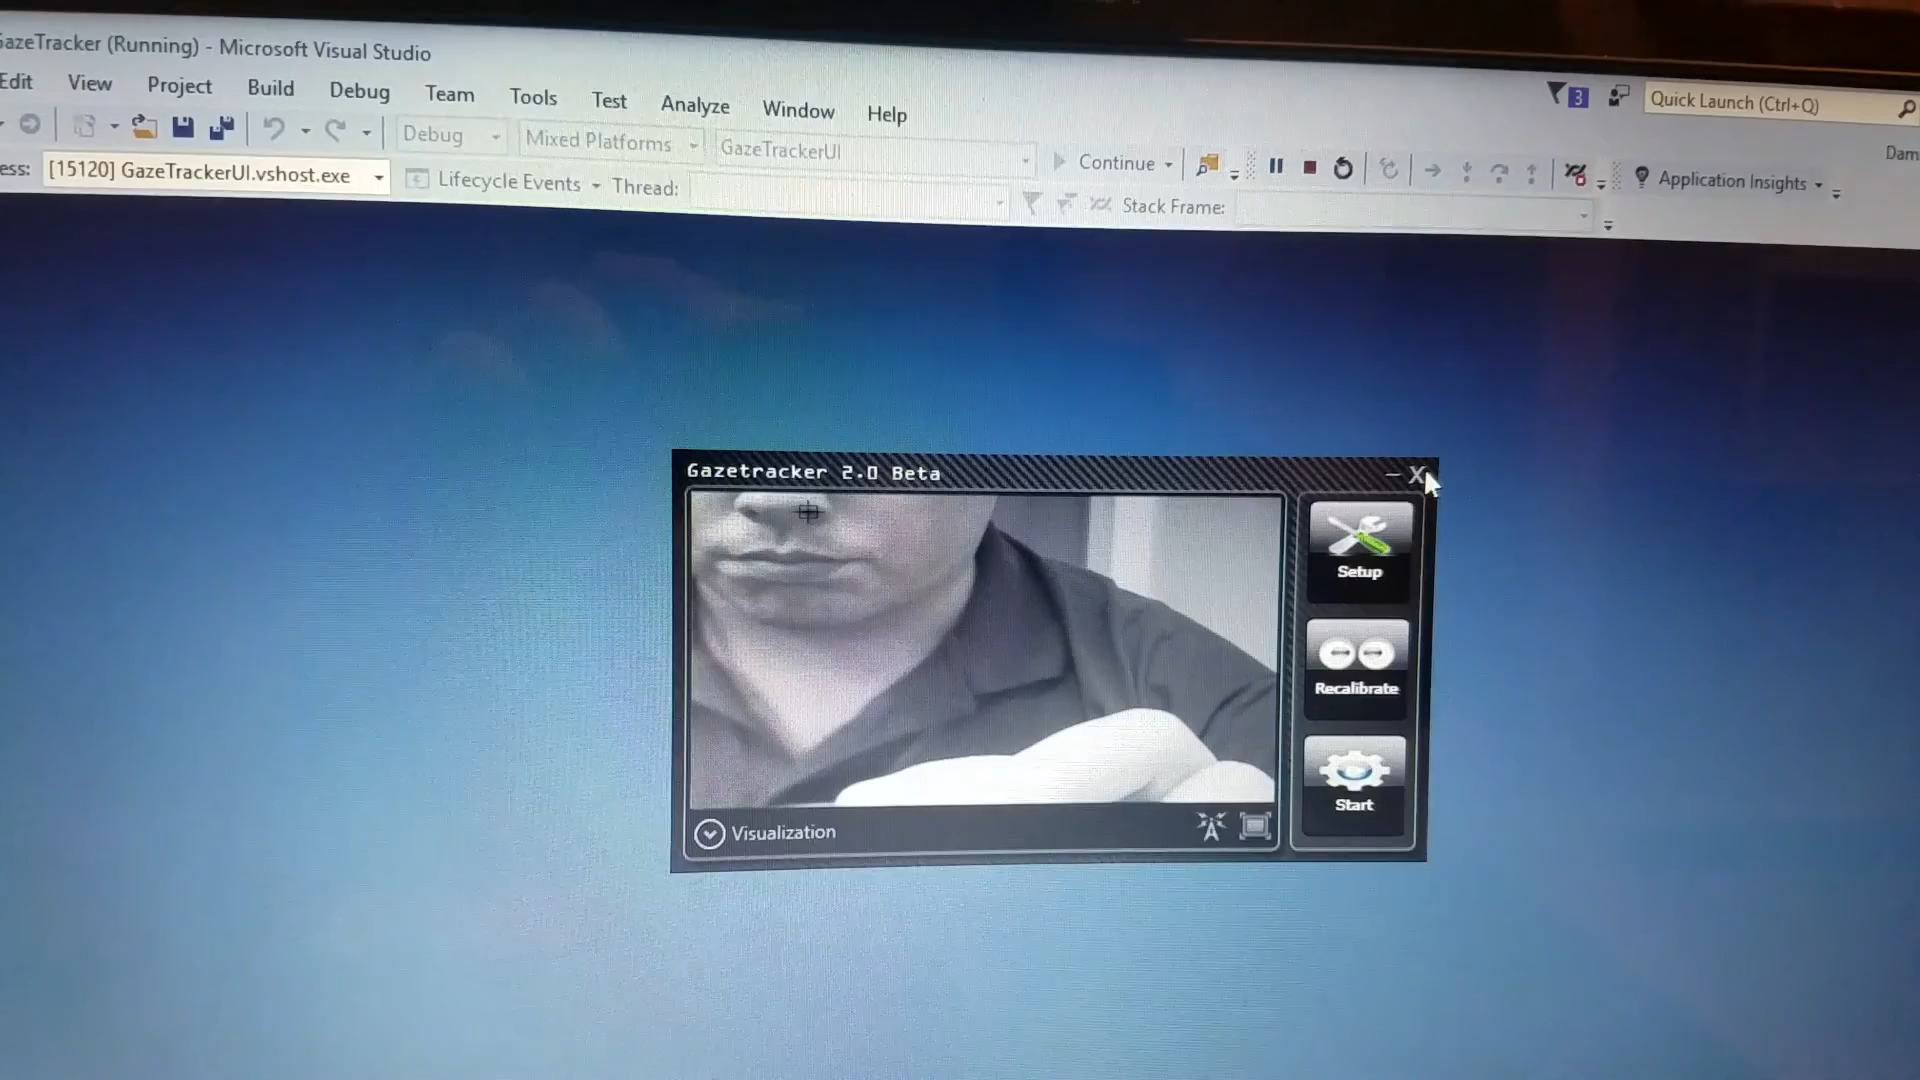 GazeTracker (Running) - Microsoft Visual Studio
Edit View Project Build Debug Team Tools Test Analyze Window Help
3 Quick Launch (Ctrl+Q)
Debug Mixed Platforms GazeTrackerUI Continue Application Insights
ess: [15120] GazeTrackerUI.vshost.exe Lifecycle Events Thread: Stack Frame:
Dam
Gazetracker 2.0 Beta
X
Setup
Recalibrate
Start
Visualization